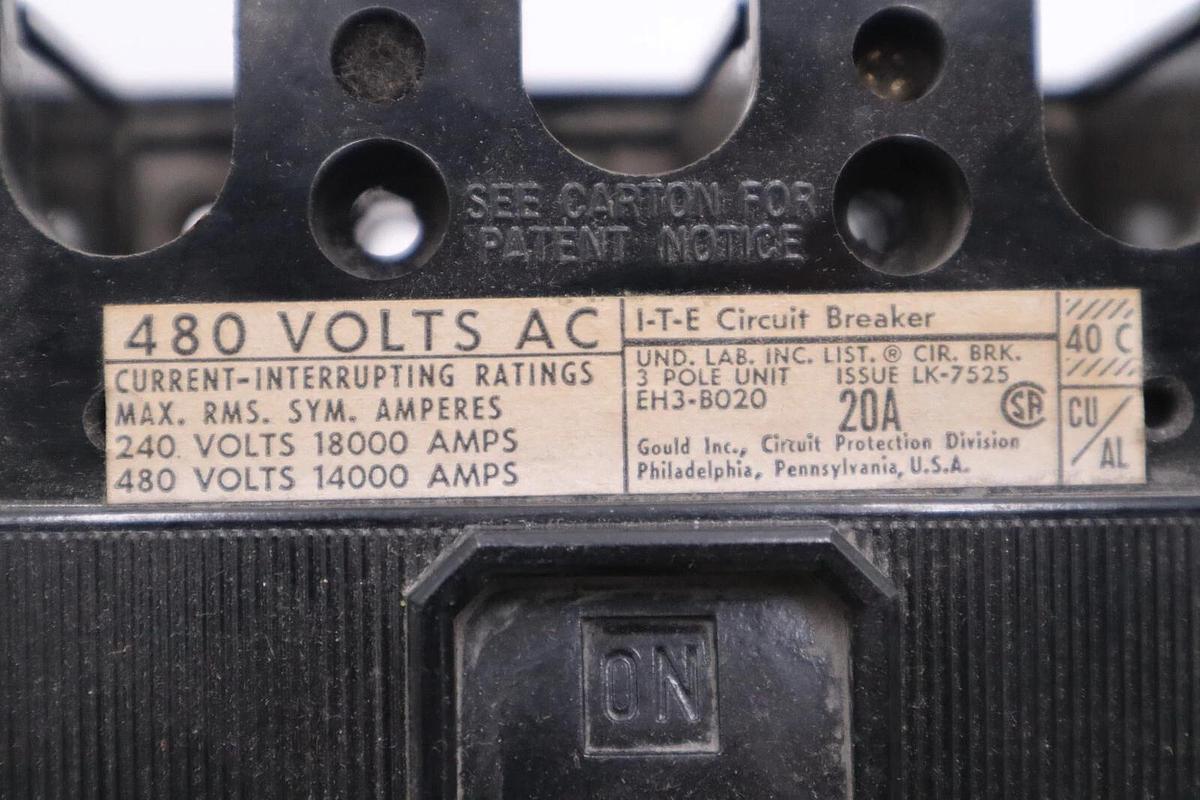 SEE CARTON FOR
PATENT NOTICE
480 VOLTS AC
CURRENT-INTERRUPTING RATINGS
MAX. RMS. SYM. AMPERES
240 VOLTS 18000 AMPS
480 VOLTS 14000 AMPS
I-T-E Circuit Breaker
UND. LAB. INC. LIST. ® CIR. BRK.
3 POLE UNIT ISSUE LK-7525
EH3-B020 20A SA
Gould Inc., Circuit Protection Division
Philadelphia, Pennsylvania, U.S.A.
40 C
CU/
AL
ON